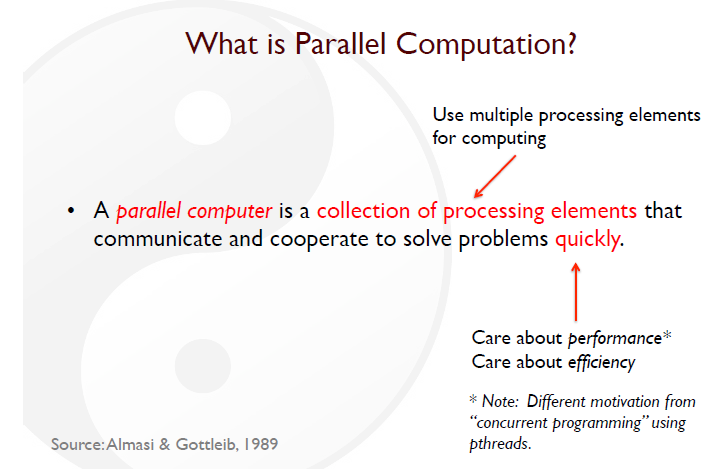 What is Parallel Computation?
Use multiple processing elements
for computing
• A parallel computer is a collection of processing elements that
communicate and cooperate to solve problems quickly.
Care about performance*
Care about efficiency
* Note: Different motivation from
“concurrent programming” using
pthreads.
Source: Almasi & Gottleib, 1989